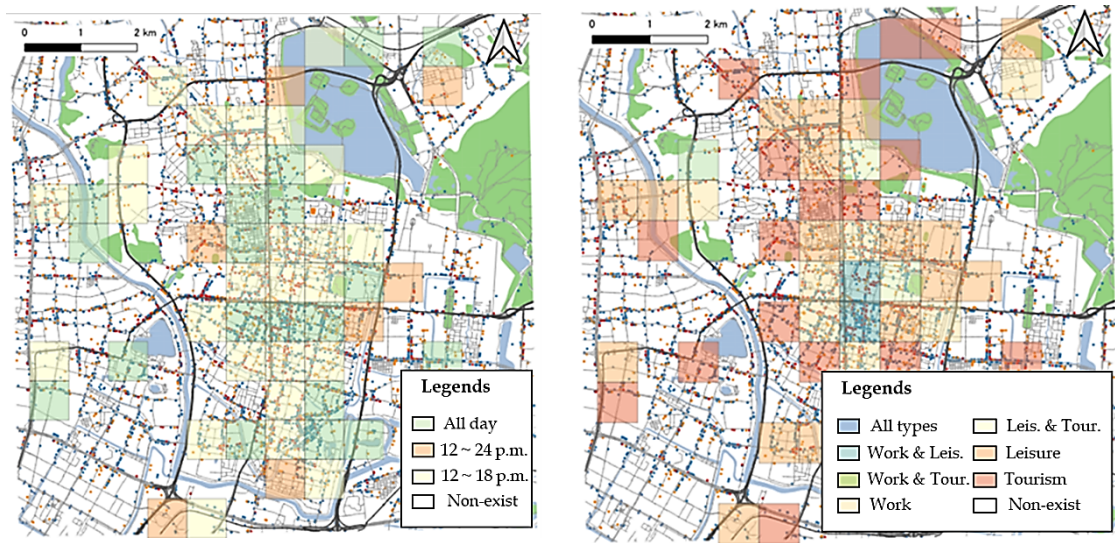 0 1 2 km
Legends
All day
12 ~ 24 p.m.
12 ~ 18 p.m.
Non-exist
0 1 2 km
Legends
All types
Work & Leis.
Work & Tour.
Work
Leis. & Tour.
Leisure
Tourism
Non-exist